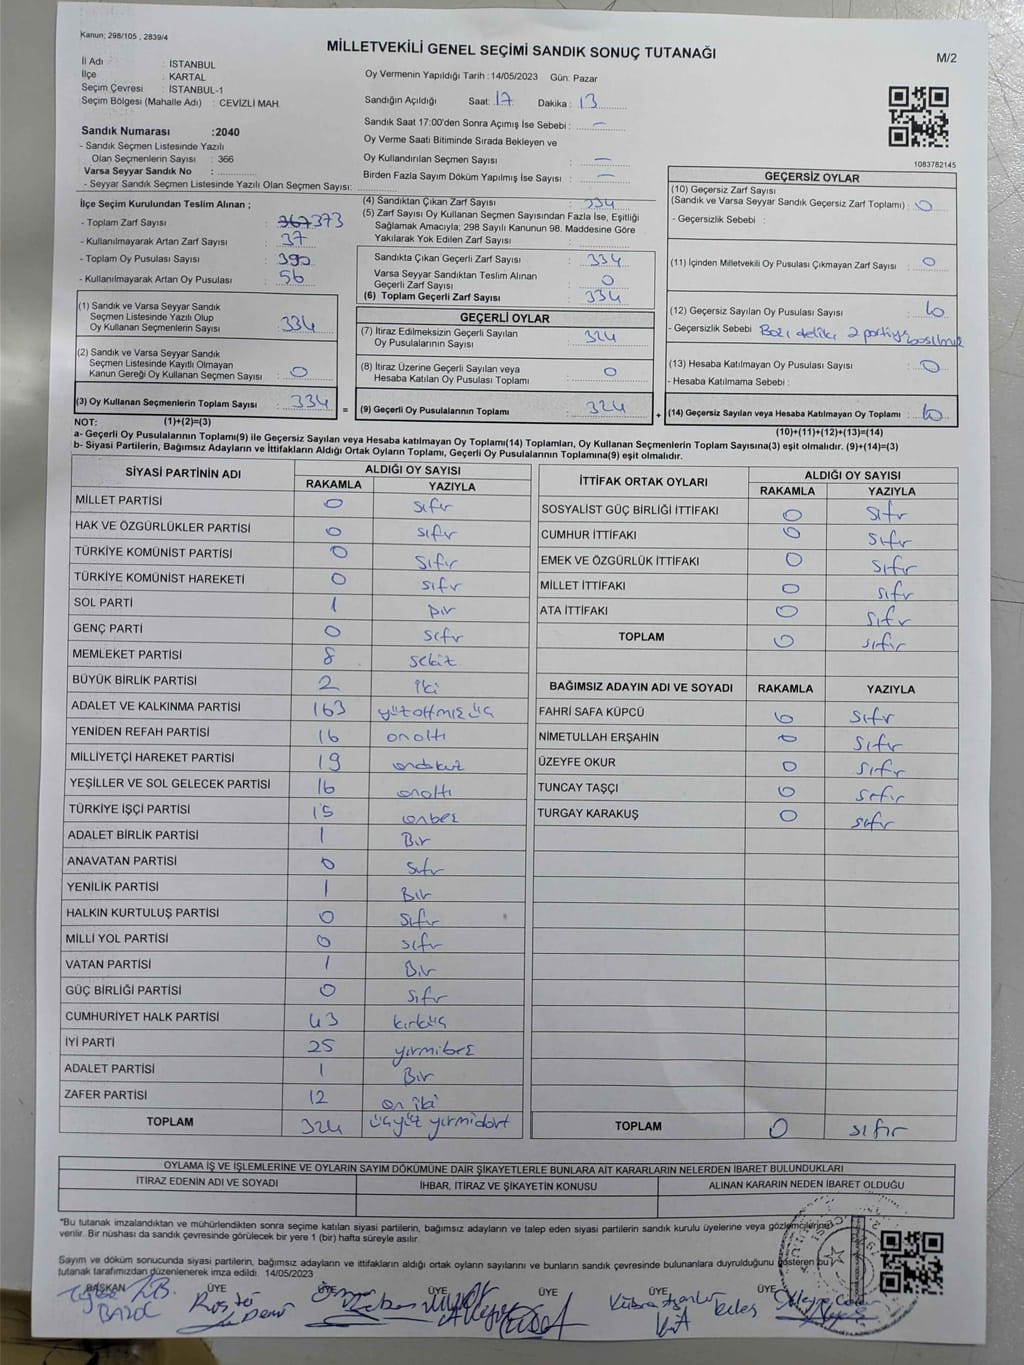 Kanun; 298/105 , 2839/4
MİLLETVEKİLİ GENEL SEÇİMİ SANDIK SONUÇ TUTANAĞI
M/2
İl Adı : İSTANBUL
İlçe : KARTAL
Seçim Çevresi : İSTANBUL-1
Seçim Bölgesi (Mahalle Adı) : CEVİZLİ MAH.
Sandık Numarası :2040
- Sandık Seçmen Listesinde Yazılı
Olan Seçmenlerin Sayısı : 366
Varsa Seyyar Sandık No :
- Seyyar Sandık Seçmen Listesinde Yazılı Olan Seçmen Sayısı:
Oy Vermenin Yapıldığı Tarih :14/05/2023 Gün: Pazar
Sandığın Açıldığı Saat: 17 Dakika : 13
Sandık Saat 17:00'den Sonra Açımış İse Sebebi : –
Oy Verme Saati Bitiminde Sırada Bekleyen ve
Oy Kullandırılan Seçmen Sayısı : –
Birden Fazla Sayım Döküm Yapılmış İse Sayısı : –
1083782145
İlçe Seçim Kurulundan Teslim Alınan ;
- Toplam Zarf Sayısı : 367 373
- Kullanılmayarak Artan Zarf Sayısı : 37
- Toplam Oy Pusulası Sayısı : 390
- Kullanılmayarak Artan Oy Pusulası : 56
(1) Sandık ve Varsa Seyyar Sandık
Seçmen Listesinde Yazılı Olup
Oy Kullanan Seçmenlerin Sayısı : 334
(2) Sandık ve Varsa Seyyar Sandık
Seçmen Listesinde Kayıtlı Olmayan
Kanun Gereği Oy Kullanan Seçmen Sayısı : 0
(3) Oy Kullanan Seçmenlerin Toplam Sayısı : 334
(4) Sandıktan Çıkan Zarf Sayısı : 334
(5) Zarf Sayısı Oy Kullanan Seçmen Sayısından Fazla İse, Eşitliği
Sağlamak Amacıyla; 298 Sayılı Kanunun 98. Maddesine Göre
Yakılarak Yok Edilen Zarf Sayısı :
Sandıkta Çıkan Geçerli Zarf Sayısı : 334
Varsa Seyyar Sandıktan Teslim Alınan
Geçerli Zarf Sayısı : 0
(6) Toplam Geçerli Zarf Sayısı : 334
GEÇERLİ OYLAR
(7) İtiraz Edilmeksizin Geçerli Sayılan
Oy Pusulalarının Sayısı : 324
(8) İtiraz Üzerine Geçerli Sayılan veya
Hesaba Katılan Oy Pusulası Toplamı : 0
= (9) Geçerli Oy Pusulalarının Toplamı : 324
GEÇERSİZ OYLAR
(10) Geçersiz Zarf Sayısı
(Sandık ve Varsa Seyyar Sandık Geçersiz Zarf Toplamı) : 0
- Geçersizlik Sebebi :
(11) İçinden Milletvekili Oy Pusulası Çıkmayan Zarf Sayısı : 0
(12) Geçersiz Sayılan Oy Pusulası Sayısı : 10
- Geçersizlik Sebebi 2 partiye basılmış
(13) Hesaba Katılmayan Oy Pusulası Sayısı : 0
- Hesaba Katılmama Sebebi :
+ (14) Geçersiz Sayılan veya Hesaba Katılmayan Oy Toplamı : 10
NOT: (1)+(2)=(3)
(10)+(11)+(12)+(13)=(14)
a- Geçerli Oy Pusulalarının Toplamı(9) ile Geçersiz Sayılan veya Hesaba katılmayan Oy Toplamı(14) Toplamları, Oy Kullanan Seçmenlerin Toplam Sayısına(3) eşit olmalıdır. (9)+(14)=(3)
b- Siyasi Partilerin, Bağımsız Adayların ve İttifakların Aldığı Ortak Oyların Toplamı, Geçerli Oy Pusulalarının Toplamına(9) eşit olmalıdır.
SİYASİ PARTİNİN ADI ALDIĞI OY SAYISI
RAKAMLA YAZIYLA
MİLLET PARTİSİ 0 sıfır
HAK VE ÖZGÜRLÜKLER PARTİSİ 0 sıfır
TÜRKİYE KOMÜNİST PARTİSİ 0 sıfır
TÜRKİYE KOMÜNİST HAREKETİ 0 sıfır
SOL PARTİ 1 bir
GENÇ PARTİ 0 sıfır
MEMLEKET PARTİSİ 8 sekiz
BÜYÜK BİRLİK PARTİSİ 2 iki
ADALET VE KALKINMA PARTİSİ 163 yüzatmış üç
YENİDEN REFAH PARTİSİ 16 onaltı
MİLLİYETÇİ HAREKET PARTİSİ 19 ondokuz
YEŞİLLER VE SOL GELECEK PARTİSİ 16 onaltı
TÜRKİYE İŞÇİ PARTİSİ 15 onbeş
ADALET BİRLİK PARTİSİ 1 Bir
ANAVATAN PARTİSİ 0 sıfır
YENİLİK PARTİSİ 1 Bir
HALKIN KURTULUŞ PARTİSİ 0 sıfır
MİLLİ YOL PARTİSİ 0 sıfır
VATAN PARTİSİ 1 Bir
GÜÇ BİRLİĞİ PARTİSİ 0 sıfır
CUMHURİYET HALK PARTİSİ 43 kırküç
İYİ PARTİ 25 yirmibeş
ADALET PARTİSİ 1 Bir
ZAFER PARTİSİ 12 on iki
TOPLAM 324 üçyüz yirmidört
İTTİFAK ORTAK OYLARI ALDIĞI OY SAYISI
RAKAMLA YAZIYLA
SOSYALİST GÜÇ BİRLİĞİ İTTİFAKI 0 sıfır
CUMHUR İTTİFAKI 0 sıfır
EMEK VE ÖZGÜRLÜK İTTİFAKI 0 sıfır
MİLLET İTTİFAKI 0 sıfır
ATA İTTİFAKI 0 sıfır
TOPLAM 0 sıfır
BAĞIMSIZ ADAYIN ADI VE SOYADI RAKAMLA YAZIYLA
FAHRİ SAFA KÜPCÜ 0 sıfır
NİMETULLAH ERŞAHİN 0 sıfır
ÜZEYFE OKUR 0 sıfır
TUNCAY TAŞÇI 0 sıfır
TURGAY KARAKUŞ 0 sıfır
TOPLAM 0 sıfır
OYLAMA İŞ VE İŞLEMLERİNE VE OYLARIN SAYIM DÖKÜMÜNE DAİR ŞİKAYETLERLE BUNLARA AİT KARARLARIN NELERDEN İBARET BULUNDUKLARI
İTİRAZ EDENİN ADI VE SOYADI İHBAR, İTİRAZ VE ŞİKAYETİN KONUSU ALINAN KARARIN NEDEN İBARET OLDUĞU
*Bu tutanak imzalandıktan ve mühürlendikten sonra seçime katılan siyasi partilerin, bağımsız adayların ve talep eden siyasi partilerin sandık kurulu üyelerine veya gözlemcilerine
verilir. Bir nüshası da sandık çevresinde görülecek bir yere 1 (bir) hafta süreyle asılır.
Sayım ve döküm sonucunda siyasi partilerin, bağımsız adayların ve ittifakların aldığı ortak oyların sayılarını ve bunların sandık çevresinde bulunanlara duyrulduğunu gösteren bu
tutanak tarafımızdan düzenlenerek imza edildi. 14/05/2023
BAŞKAN ÜYE ÜYE ÜYE ÜYE ÜYE ÜYE